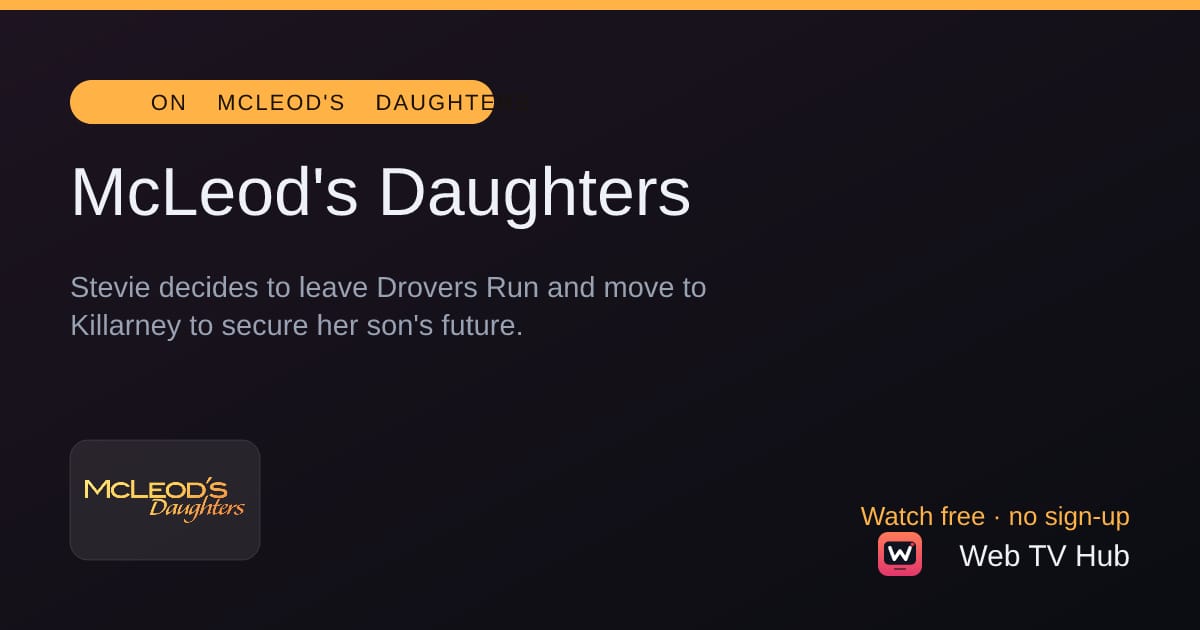 ON MCLEOD'S DAUGHTE
McLeod's Daughters
Stevie decides to leave Drovers Run and move to
Killarney to secure her son's future.
McLEOD'S
Daughters
Watch free · no sign-up
W Web TV Hub